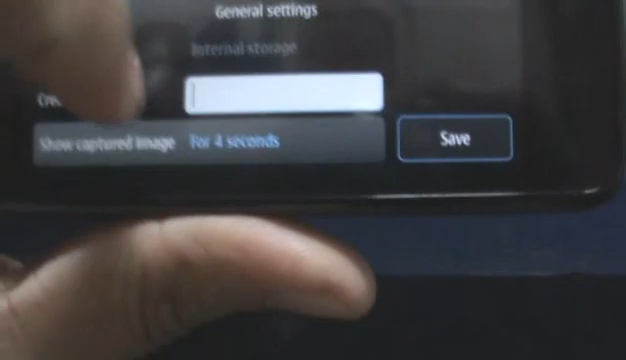 General settings
Internal storage
Show captured image For 4 seconds
Save